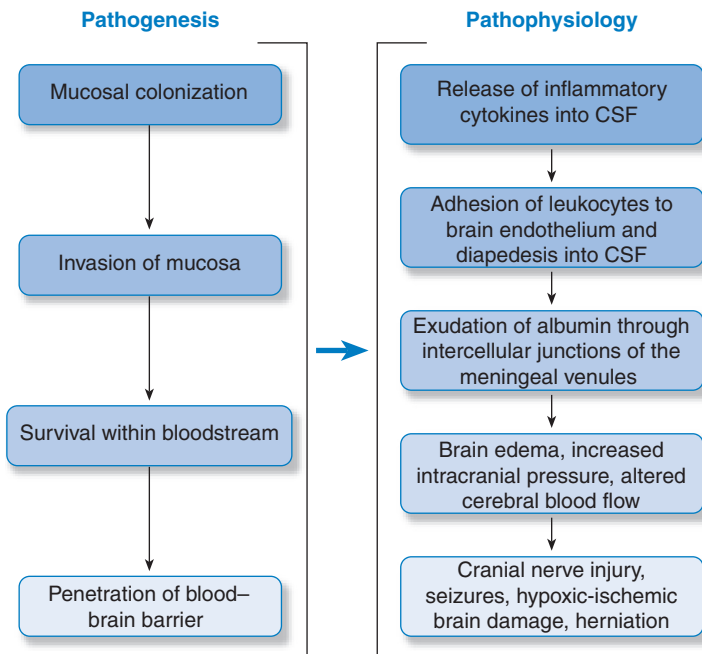 Pathogenesis
Mucosal colonization
Invasion of mucosa
Survival within bloodstream
Penetration of blood–
brain barrier
Pathophysiology
Release of inflammatory
cytokines into CSF
Adhesion of leukocytes to
brain endothelium and
diapedesis into CSF
Exudation of albumin through
intercellular junctions of the
meningeal venules
Brain edema, increased
intracranial pressure, altered
cerebral blood flow
Cranial nerve injury,
seizures, hypoxic-ischemic
brain damage, herniation